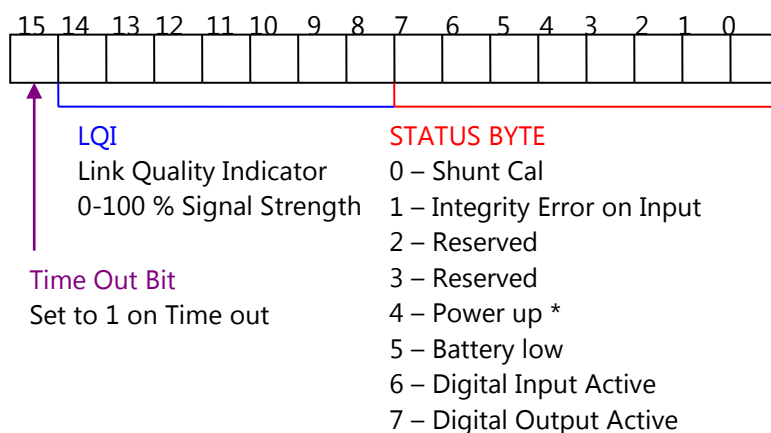 15 14 13 12 11 10 9 8 7 6 5 4 3 2 1 0
LQI
Link Quality Indicator
0-100 % Signal Strength
Time Out Bit
Set to 1 on Time out
STATUS BYTE
0 – Shunt Cal
1 – Integrity Error on Input
2 – Reserved
3 – Reserved
4 – Power up *
5 – Battery low
6 – Digital Input Active
7 – Digital Output Active